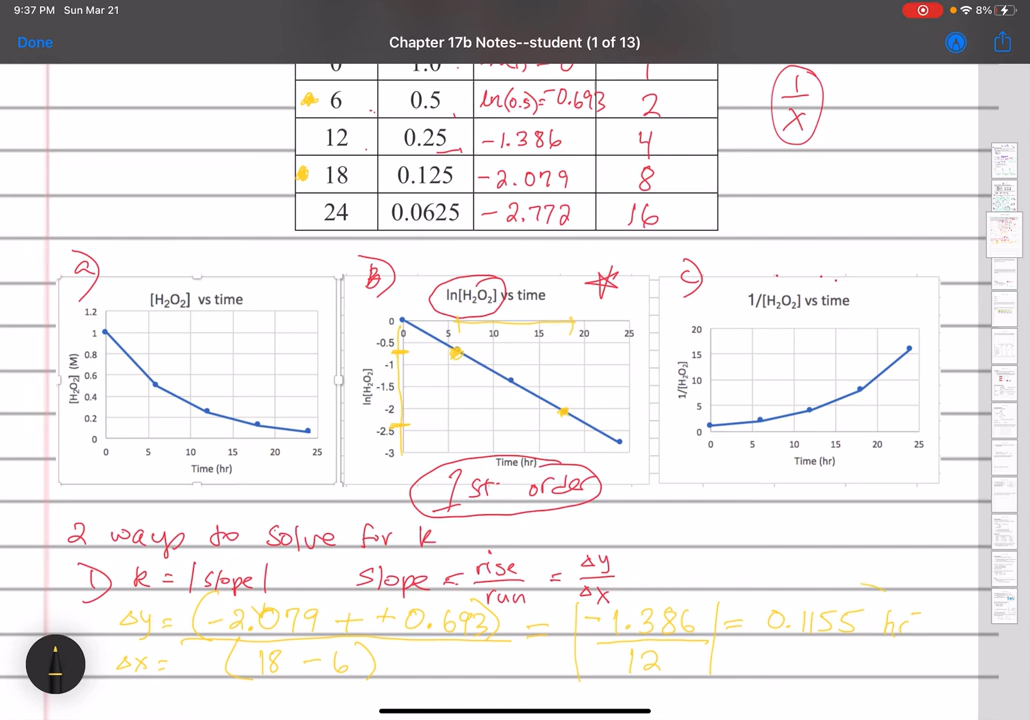 9:37 PM Sun Mar 21
8%
Done
Chapter 17b Notes--student (1 of 13)
0 1.0
6 0.5 ln(0.5)=-0.693 2
12 0.25 -1.386 4
18 0.125 -2.079 8
24 0.0625 -2.772 16
1/x
a) B) c)
[H₂O₂] vs time
1.2
1
0.8
0.6
0.4
0.2
0
[H₂O₂] (M)
0 5 10 15 20 25
Time (hr)
ln[H₂O₂] vs time
0
-0.5
-1
-1.5
-2
-2.5
-3
ln[H₂O₂]
0 5 10 15 20 25
Time (hr)
1st order
1/[H₂O₂] vs time
20
15
10
5
0
1/[H₂O₂]
0 5 10 15 20 25
Time (hr)
2 ways to solve for k
1) k = |slope| slope = rise/run = Δy/Δx
Δy = (-2.079 + +0.693) = |-1.386/12| = 0.1155 hr
Δx = (18 - 6)